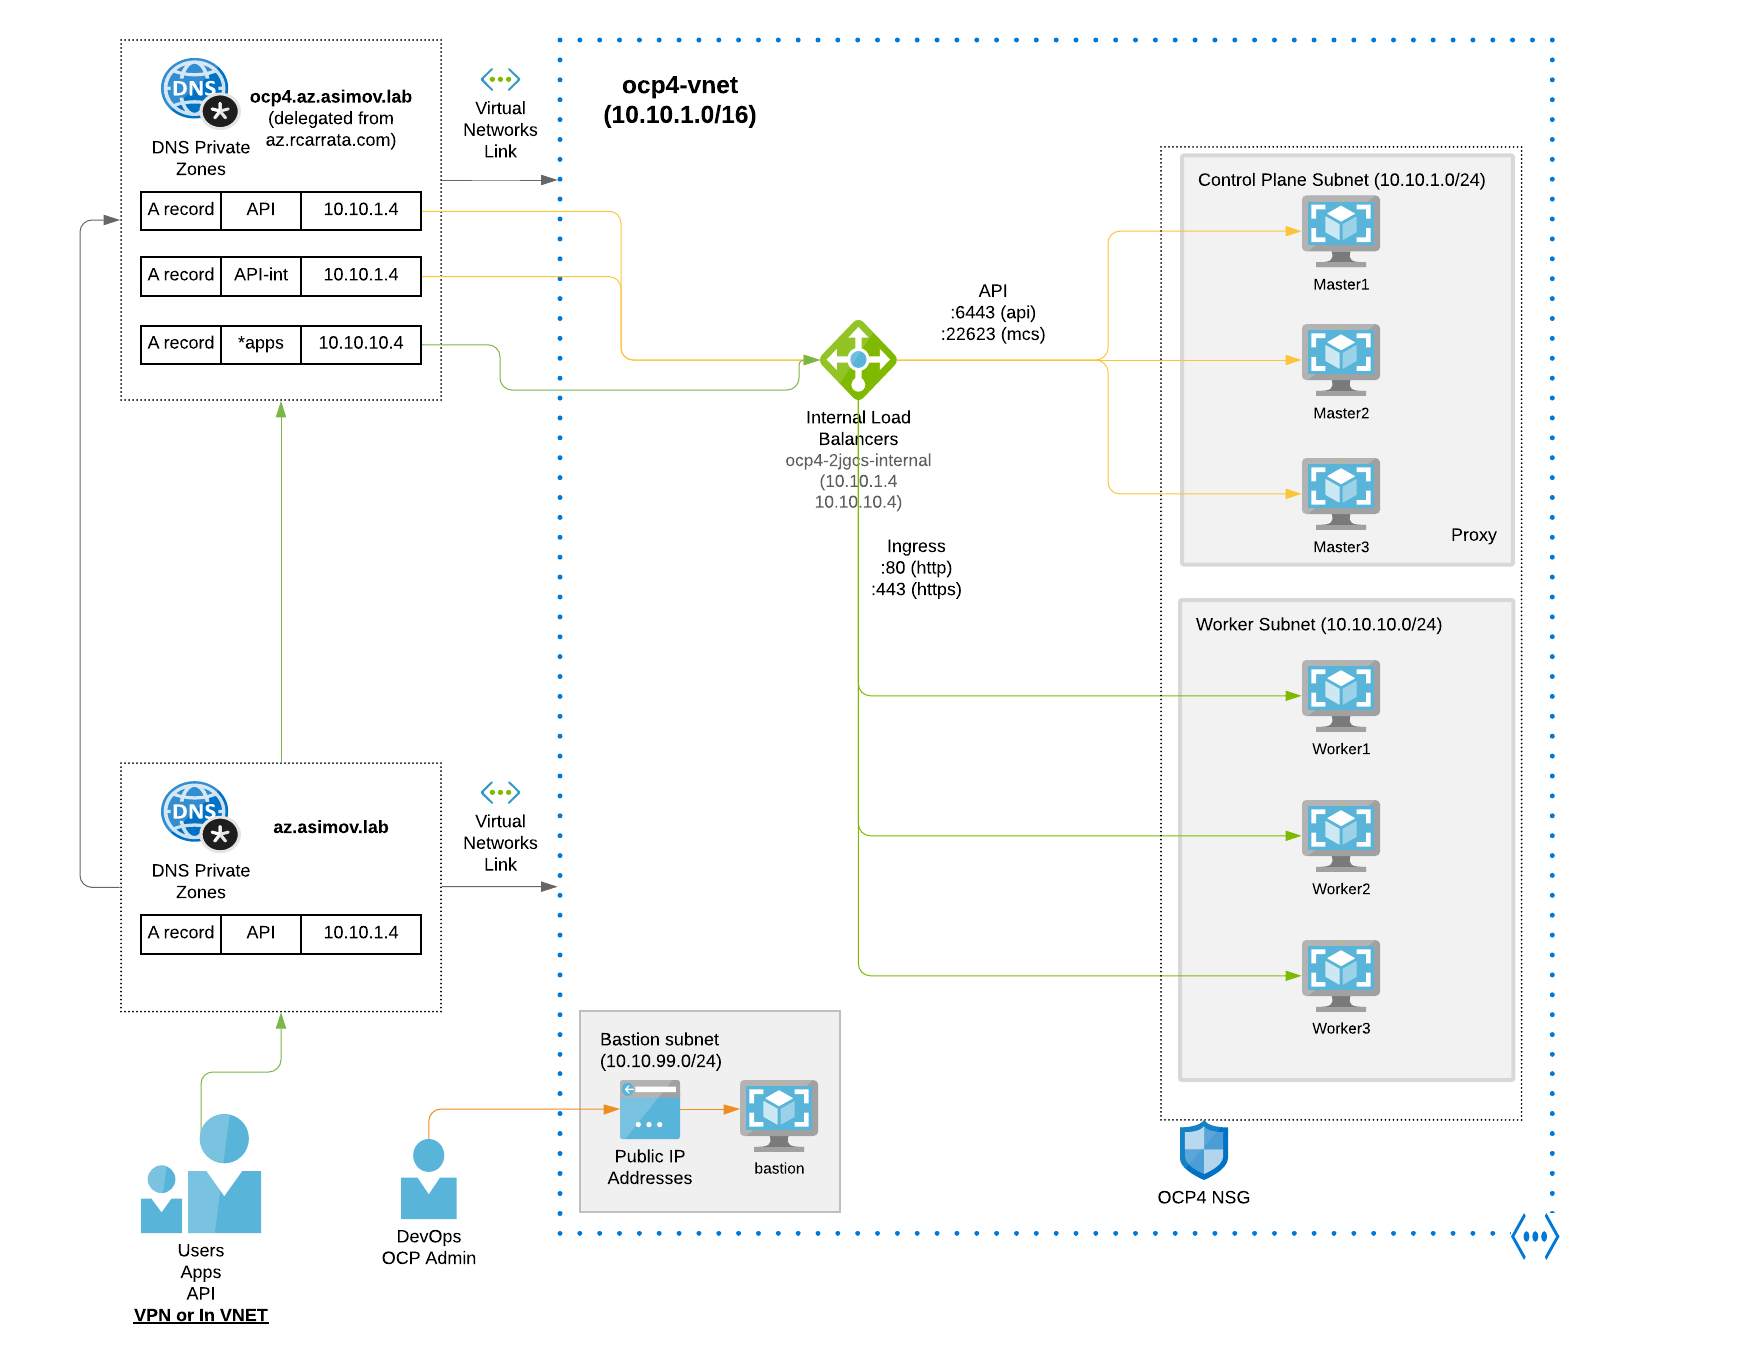 DNS
ocp4.az.asimov.lab
(delegated from
az.rcarrata.com)
DNS Private
Zones
A record API 10.10.1.4
A record API-int 10.10.1.4
A record *apps 10.10.10.4
Virtual
Networks
Link
ocp4-vnet
(10.10.1.0/16)
Control Plane Subnet (10.10.1.0/24)
Master1
Master2
Master3
Proxy
API
:6443 (api)
:22623 (mcs)
Internal Load
Balancers
ocp4-2jgcs-internal
(10.10.1.4
10.10.10.4)
Ingress
:80 (http)
:443 (https)
Worker Subnet (10.10.10.0/24)
Worker1
Worker2
Worker3
DNS
az.asimov.lab
DNS Private
Zones
A record API 10.10.1.4
Virtual
Networks
Link
Bastion subnet
(10.10.99.0/24)
Public IP
Addresses
bastion
OCP4 NSG
DevOps
OCP Admin
Users
Apps
API
VPN or In VNET